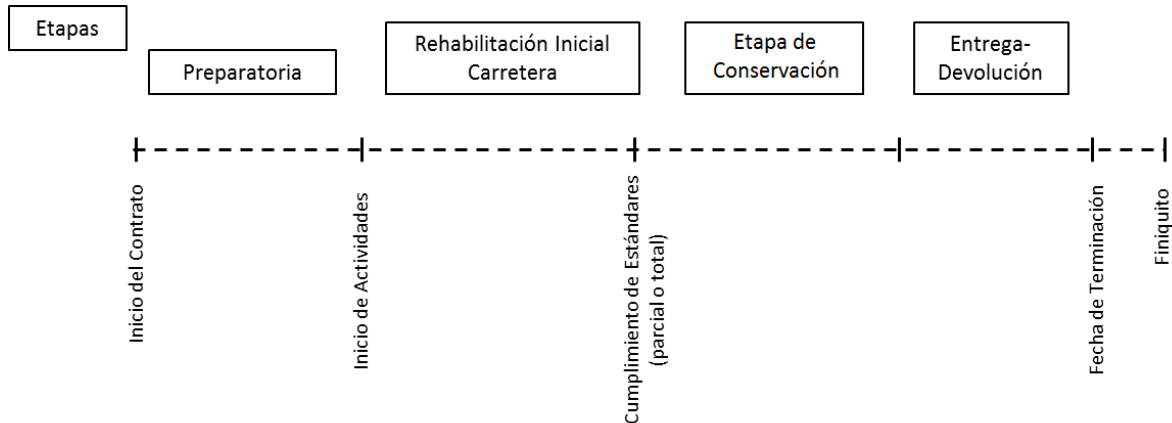 Etapas
Preparatoria
Rehabilitación Inicial
Carretera
Etapa de
Conservación
Entrega-
Devolución
Inicio del Contrato
Inicio de Actividades
Cumplimiento de Estándares
(parcial o total)
Fecha de Terminación
Finiquito